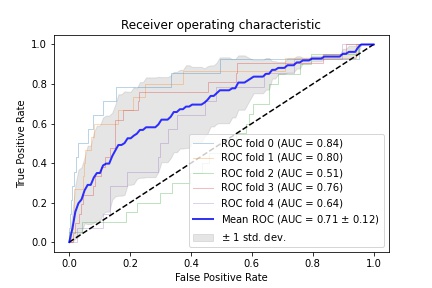 Receiver operating characteristic
True Positive Rate
1.0
0.8
0.6
0.4
0.2
0.0
ROC fold 0 (AUC = 0.84)
ROC fold 1 (AUC = 0.80)
ROC fold 2 (AUC = 0.51)
ROC fold 3 (AUC = 0.76)
ROC fold 4 (AUC = 0.64)
Mean ROC (AUC = 0.71 ± 0.12)
± 1 std. dev.
0.0 0.2 0.4 0.6 0.8 1.0
False Positive Rate